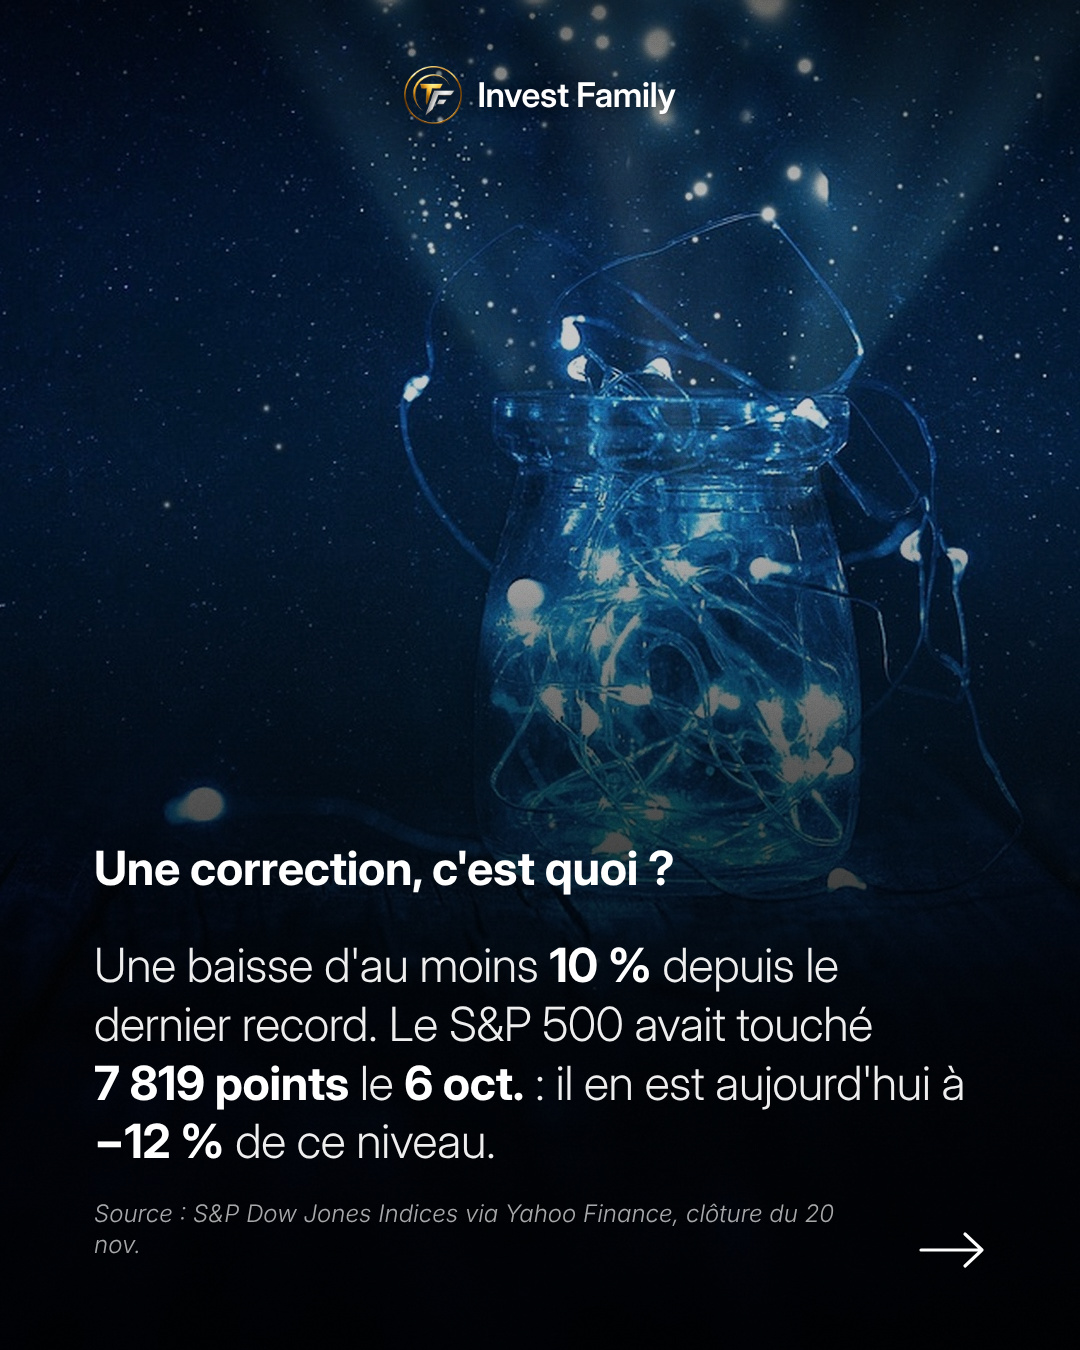 Invest Family
Une correction, c'est quoi ?
Une baisse d'au moins 10 % depuis le
dernier record. Le S&P 500 avait touché
7 819 points le 6 oct. : il en est aujourd'hui à
−12 % de ce niveau.
Source : S&P Dow Jones Indices via Yahoo Finance, clôture du 20
nov.